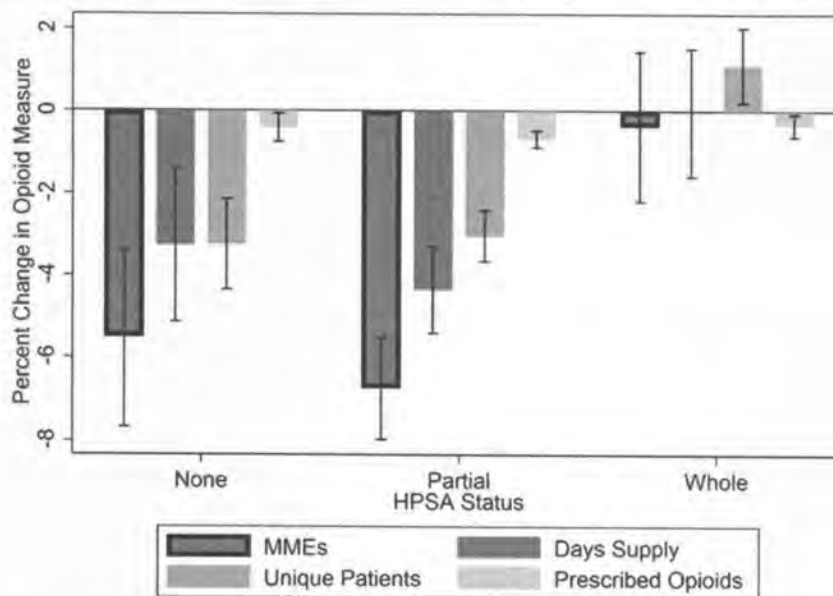 2
0
-2
-4
-6
-8
Percent Change in Opioid Measure
None
Partial
Whole
HPSA Status
MMEs
Days Supply
Unique Patients
Prescribed Opioids